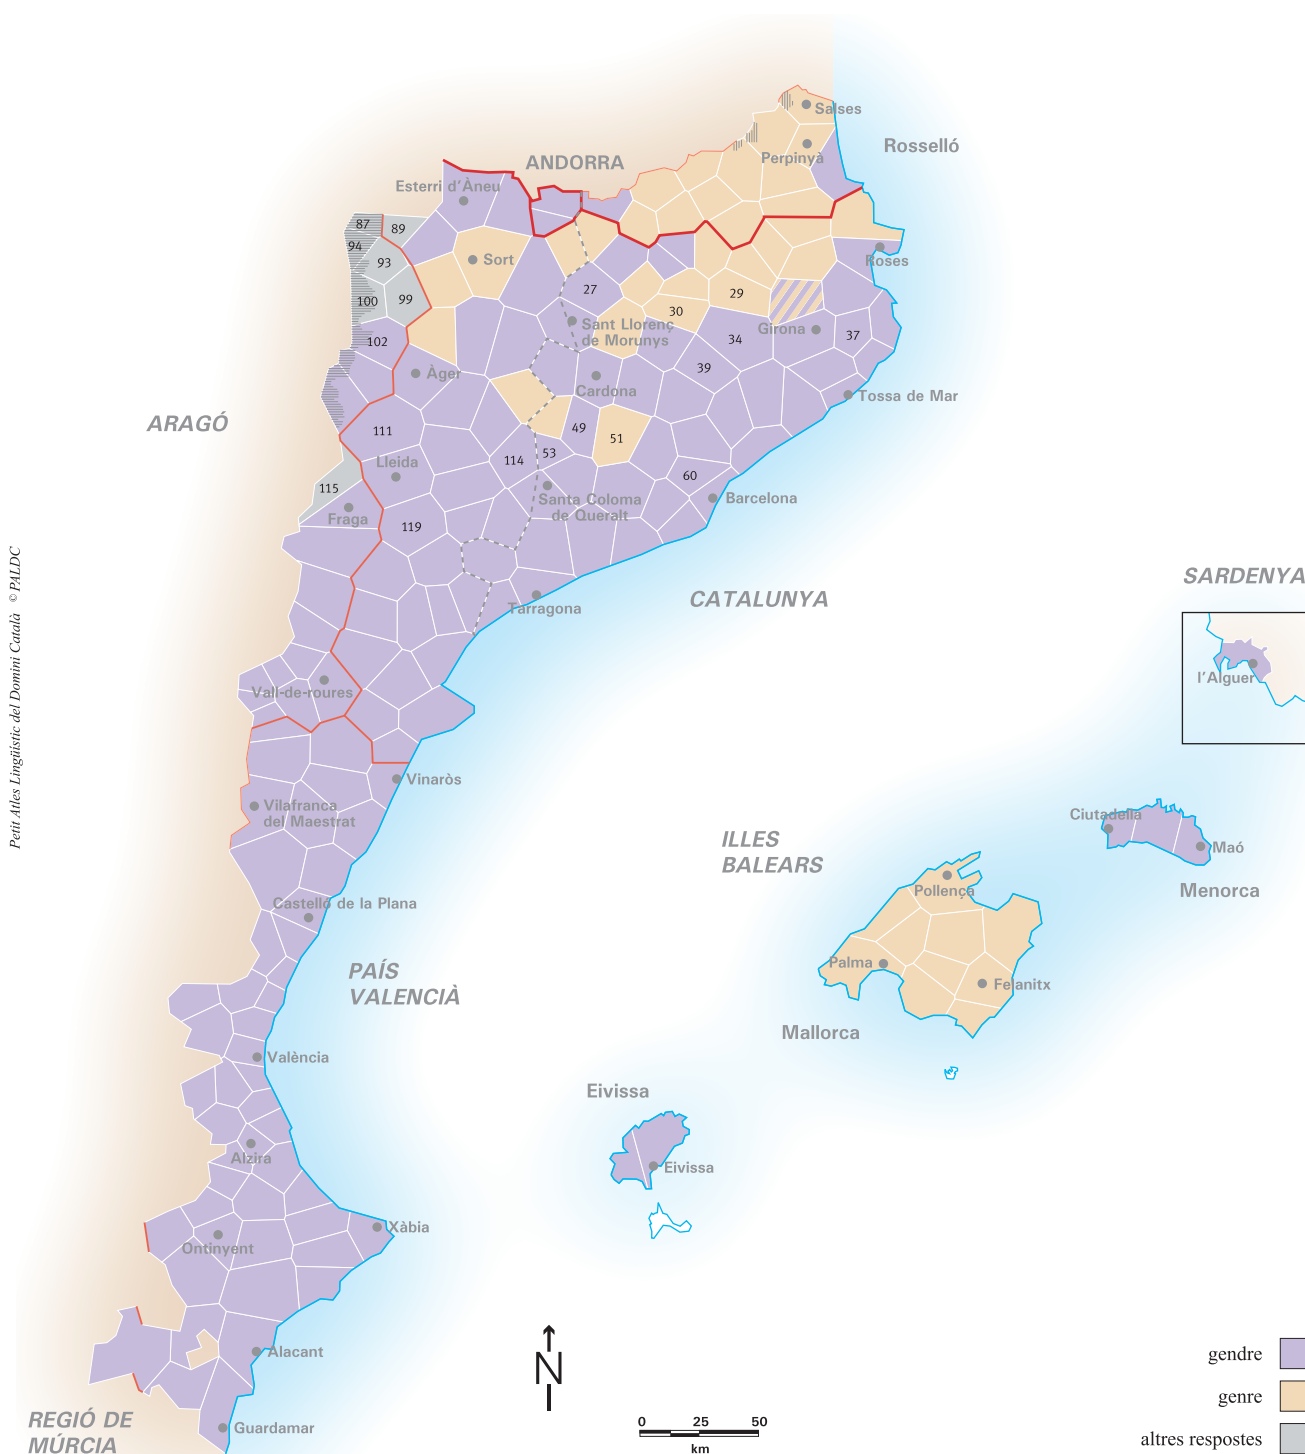 Salses
Rosselló
Perpinyà
ANDORRA
Esterri d'Àneu
87
89
94
93
Sort
Roses
100
99
27
29
30
Sant Llorenç
de Morunys
Girona
37
102
34
39
Àger
Cardona
Tossa de Mar
ARAGÓ
111
49
51
53
114
Lleida
60
115
Santa Coloma
de Queralt
Barcelona
Fraga
119
Petit Atles Lingüístic del Domini Català © PALDC
SARDENYA
CATALUNYA
Tarragona
l'Alguer
Vall-de-roures
Vinaròs
Vilafranca
del Maestrat
Ciutadella
Maó
ILLES
BALEARS
Menorca
Pollença
Castelló de la Plana
PAÍS
VALENCIÀ
Palma
Felanitx
Mallorca
València
Eivissa
Alzira
Eivissa
Xàbia
Ontinyent
Alacant
N
gendre
genre
altres respostes
REGIÓ DE
MÚRCIA
Guardamar
0 25 50
km